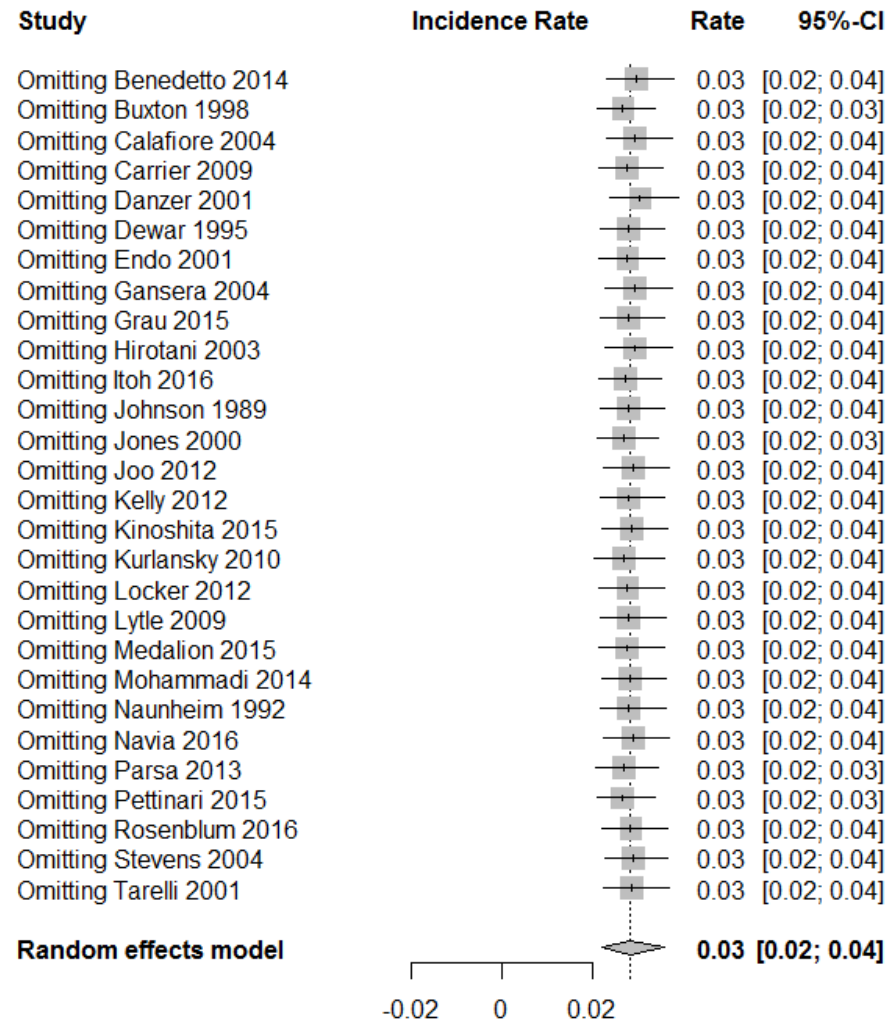 Study Incidence Rate Rate 95%-CI
Omitting Benedetto 2014 0.03 [0.02; 0.04]
Omitting Buxton 1998 0.03 [0.02; 0.03]
Omitting Calafiore 2004 0.03 [0.02; 0.04]
Omitting Carrier 2009 0.03 [0.02; 0.04]
Omitting Danzer 2001 0.03 [0.02; 0.04]
Omitting Dewar 1995 0.03 [0.02; 0.04]
Omitting Endo 2001 0.03 [0.02; 0.04]
Omitting Gansera 2004 0.03 [0.02; 0.04]
Omitting Grau 2015 0.03 [0.02; 0.04]
Omitting Hirotani 2003 0.03 [0.02; 0.04]
Omitting Itoh 2016 0.03 [0.02; 0.04]
Omitting Johnson 1989 0.03 [0.02; 0.04]
Omitting Jones 2000 0.03 [0.02; 0.03]
Omitting Joo 2012 0.03 [0.02; 0.04]
Omitting Kelly 2012 0.03 [0.02; 0.04]
Omitting Kinoshita 2015 0.03 [0.02; 0.04]
Omitting Kurlansky 2010 0.03 [0.02; 0.04]
Omitting Locker 2012 0.03 [0.02; 0.04]
Omitting Lytle 2009 0.03 [0.02; 0.04]
Omitting Medalion 2015 0.03 [0.02; 0.04]
Omitting Mohammadi 2014 0.03 [0.02; 0.04]
Omitting Naunheim 1992 0.03 [0.02; 0.04]
Omitting Navia 2016 0.03 [0.02; 0.04]
Omitting Parsa 2013 0.03 [0.02; 0.03]
Omitting Pettinari 2015 0.03 [0.02; 0.03]
Omitting Rosenblum 2016 0.03 [0.02; 0.04]
Omitting Stevens 2004 0.03 [0.02; 0.04]
Omitting Tarelli 2001 0.03 [0.02; 0.04]
Random effects model 0.03 [0.02; 0.04]
-0.02 0 0.02